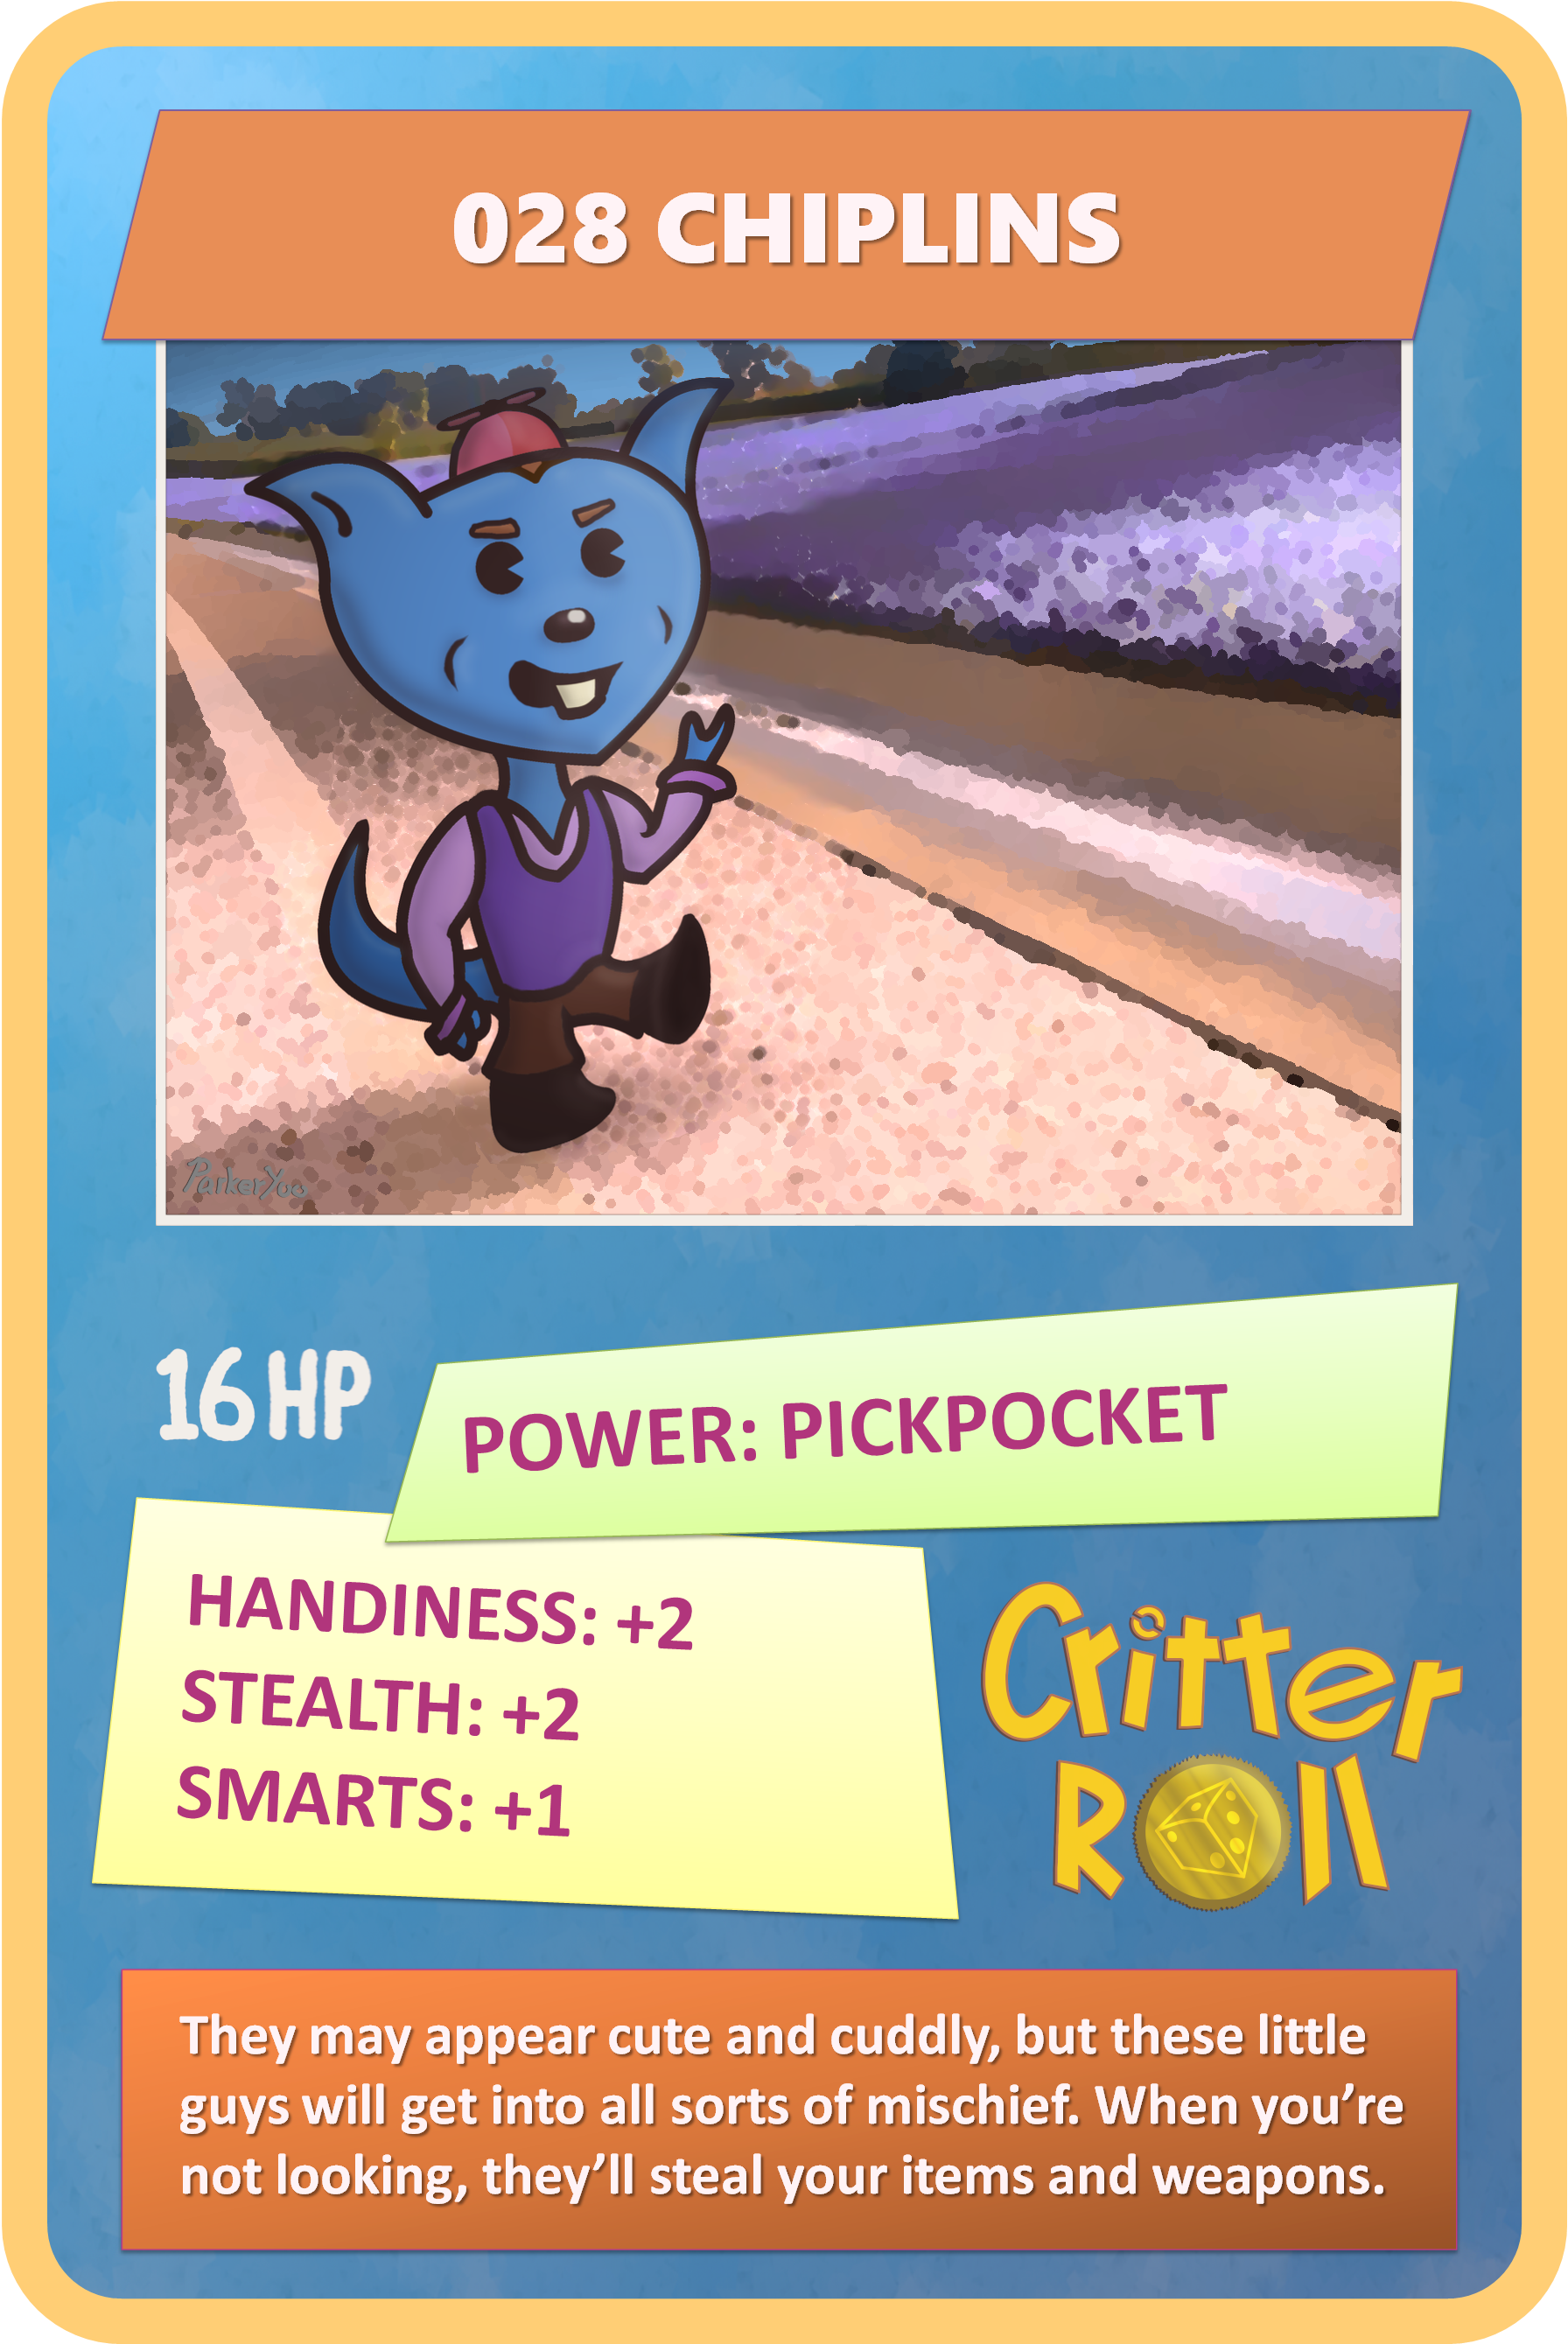 028 CHIPLINS
ParkerYoo
16 HP
POWER: PICKPOCKET
HANDINESS: +2
STEALTH: +2
SMARTS: +1
Critter
Roll
They may appear cute and cuddly, but these little
guys will get into all sorts of mischief. When you’re
not looking, they’ll steal your items and weapons.